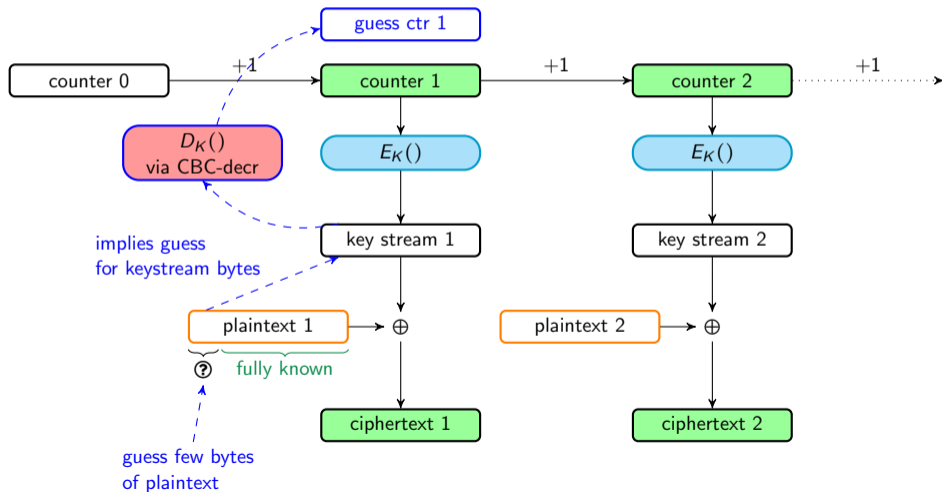 guess ctr 1
counter 0
+1
counter 1
+1
counter 2
+1
D_K()
via CBC-decr
E_K()
E_K()
key stream 1
key stream 2
implies guess
for keystream bytes
plaintext 1
⊕
plaintext 2
⊕
?
fully known
ciphertext 1
ciphertext 2
guess few bytes
of plaintext